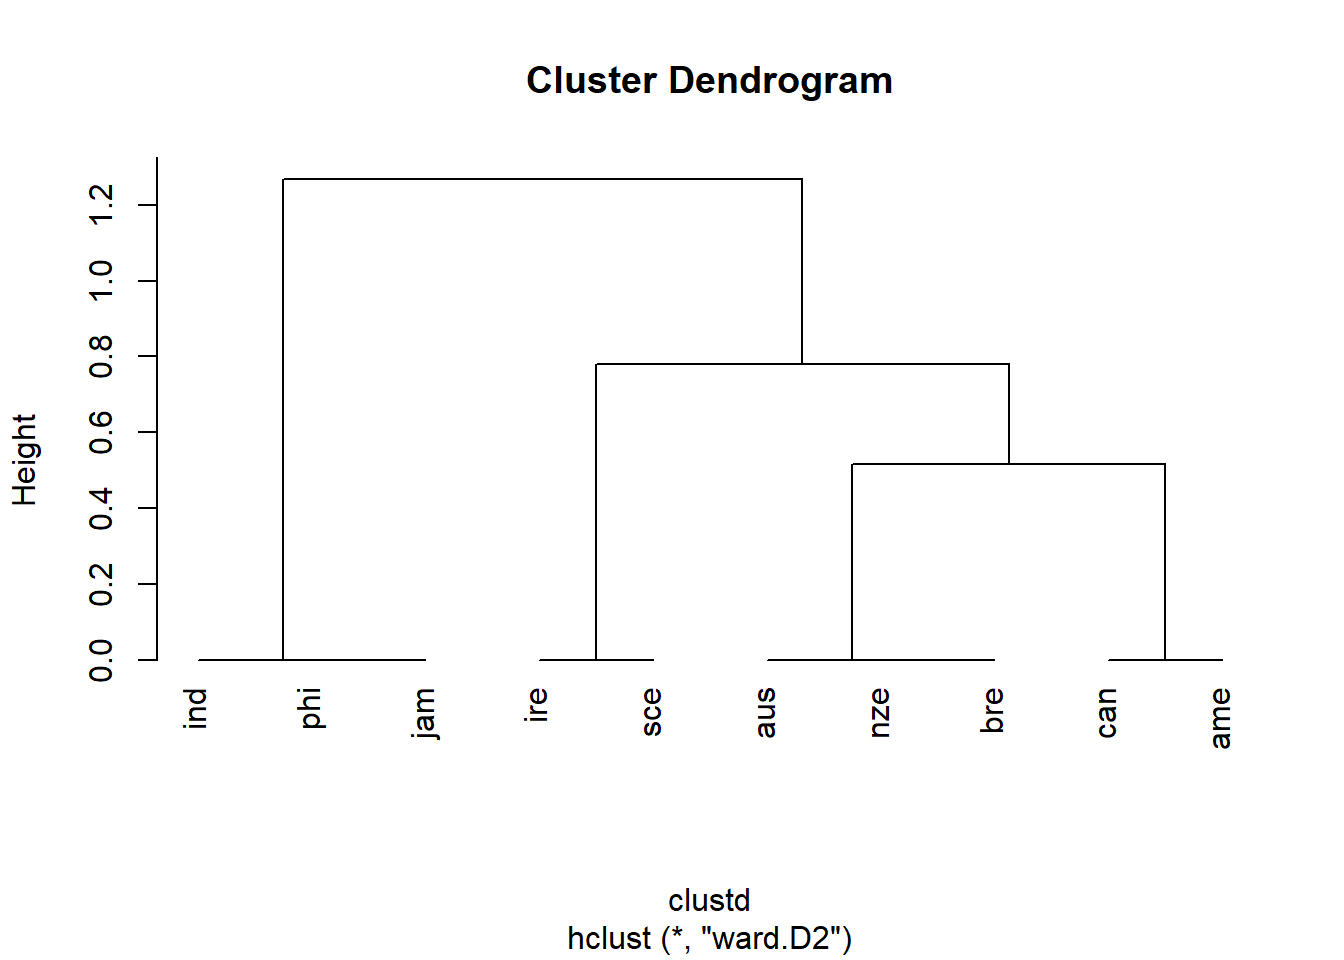 Cluster Dendrogram
Height
1.2
1.0
0.8
0.6
0.4
0.2
0.0
ind
phi
jam
ire
sce
aus
nze
bre
can
ame
clustd
hclust (*, "ward.D2")